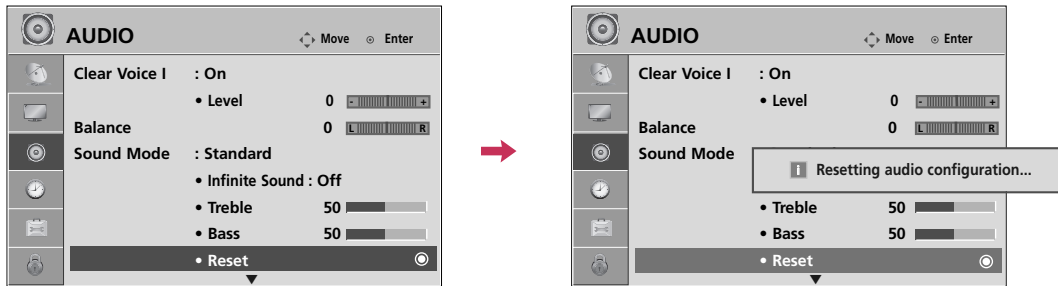 AUDIO Move Enter
Clear Voice I : On
• Level 0 - +
Balance 0 L R
Sound Mode : Standard
• Infinite Sound : Off
• Treble 50
• Bass 50
• Reset
AUDIO Move Enter
Clear Voice I : On
• Level 0 - +
Balance 0 L R
Sound Mode
i Resetting audio configuration...
• Treble 50
• Bass 50
• Reset